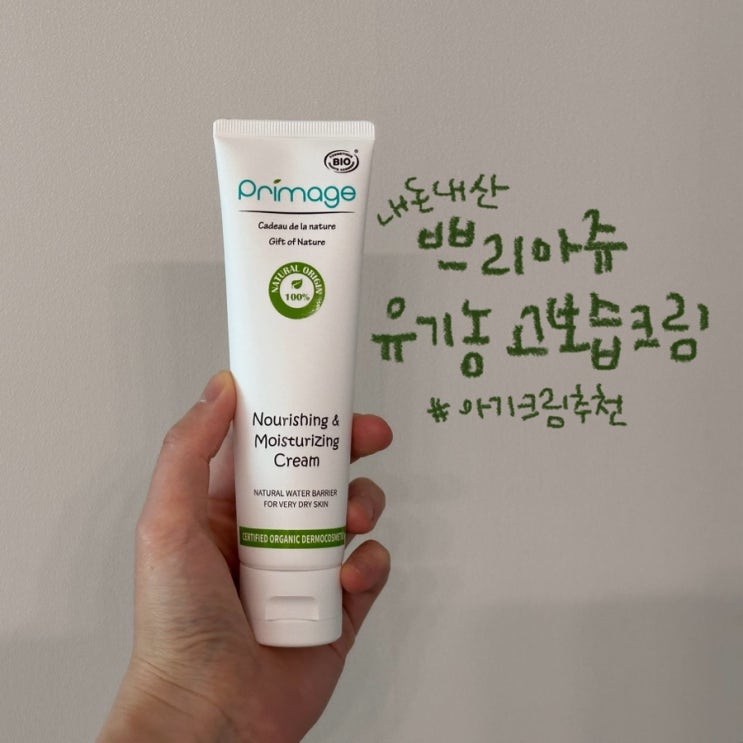 BIO
Primage
Cadeau de la nature
Gift of Nature
NATURAL ORIGIN
100%
Nourishing &
Moisturizing
Cream
NATURAL WATER BARRIER
FOR VERY DRY SKIN
CERTIFIED ORGANIC DERMOCOSMETIC
내돈내산
쁘리마쥬
유기농 고보습크림
#아기크림추천